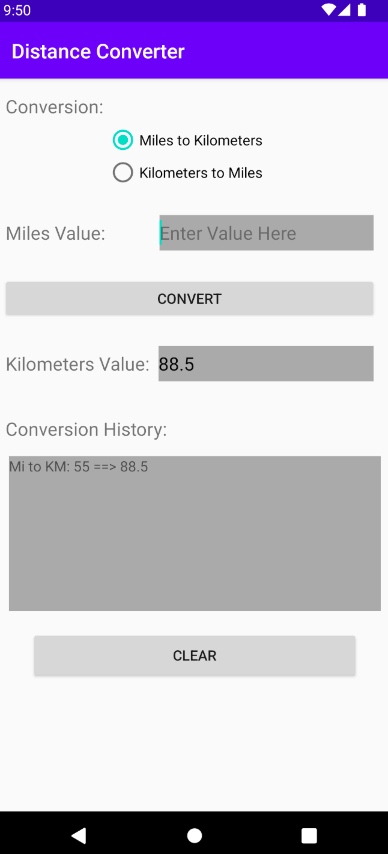 9:50
Distance Converter
Conversion:
Miles to Kilometers
Kilometers to Miles
Miles Value: Enter Value Here
CONVERT
Kilometers Value: 88.5
Conversion History:
Mi to KM: 55 ==> 88.5
CLEAR